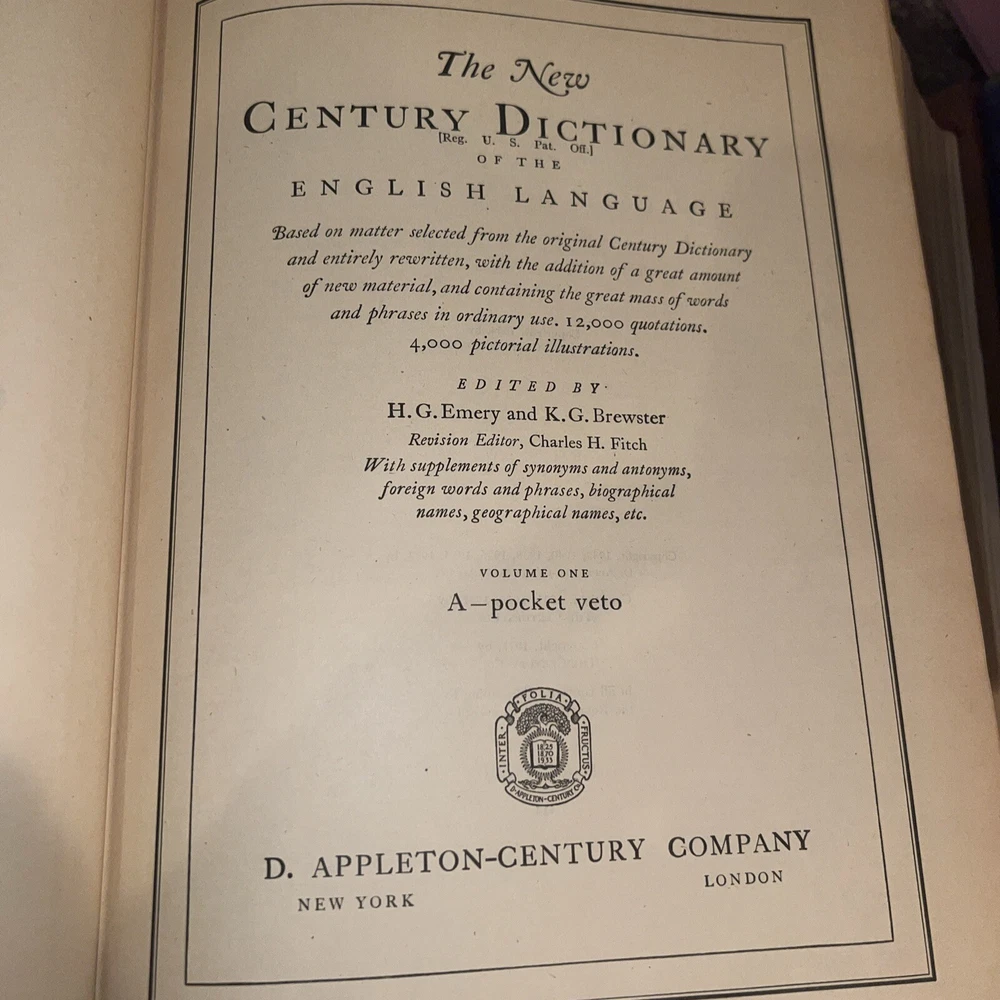 The New
CENTURY DICTIONARY
[Reg. U. S. Pat. Off.]
OF THE
ENGLISH LANGUAGE
Based on matter selected from the original Century Dictionary
and entirely rewritten, with the addition of a great amount
of new material, and containing the great mass of words
and phrases in ordinary use. 12,000 quotations.
4,000 pictorial illustrations.
EDITED BY
H. G. Emery and K. G. Brewster
Revision Editor, Charles H. Fitch
With supplements of synonyms and antonyms,
foreign words and phrases, biographical
names, geographical names, etc.
VOLUME ONE
A—pocket veto
INTER · FOLIA · FRUCTUS
1825
1870
1933
D·APPLETON-CENTURY CO
D. APPLETON-CENTURY COMPANY
NEW YORK LONDON